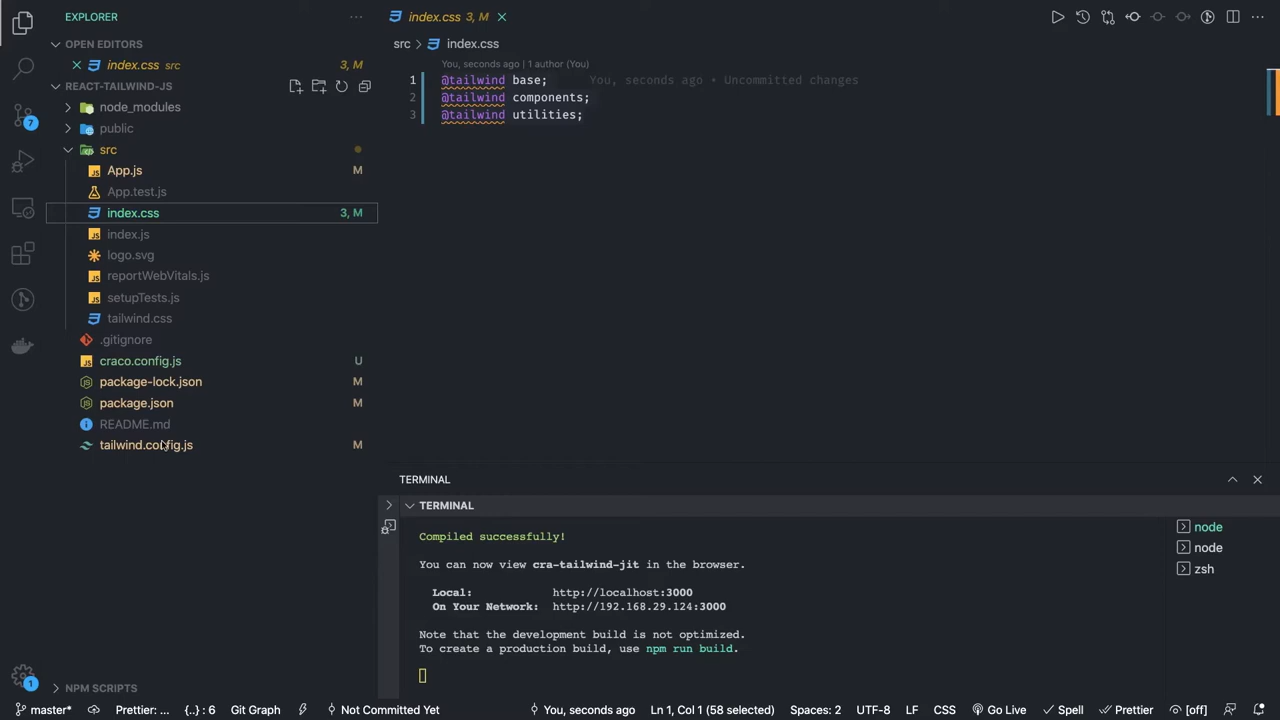 EXPLORER
OPEN EDITORS
index.css src 3, M
REACT-TAILWIND-JS
node_modules
public
src
App.js M
App.test.js
index.css 3, M
index.js
logo.svg
reportWebVitals.js
setupTests.js
tailwind.css
.gitignore
craco.config.js U
package-lock.json M
package.json M
README.md
tailwind.config.js M
NPM SCRIPTS
7
1
index.css 3, M
src > index.css
You, seconds ago | 1 author (You)
1 @tailwind base; You, seconds ago • Uncommitted changes
2 @tailwind components;
3 @tailwind utilities;
TERMINAL
TERMINAL
Compiled successfully!
You can now view cra-tailwind-jit in the browser.
Local: http://localhost:3000
On Your Network: http://192.168.29.124:3000
Note that the development build is not optimized.
To create a production build, use npm run build.
node
node
zsh
master* Prettier: ... {..} : 6 Git Graph Not Committed Yet You, seconds ago Ln 1, Col 1 (58 selected) Spaces: 2 UTF-8 LF CSS Go Live Spell Prettier [off]